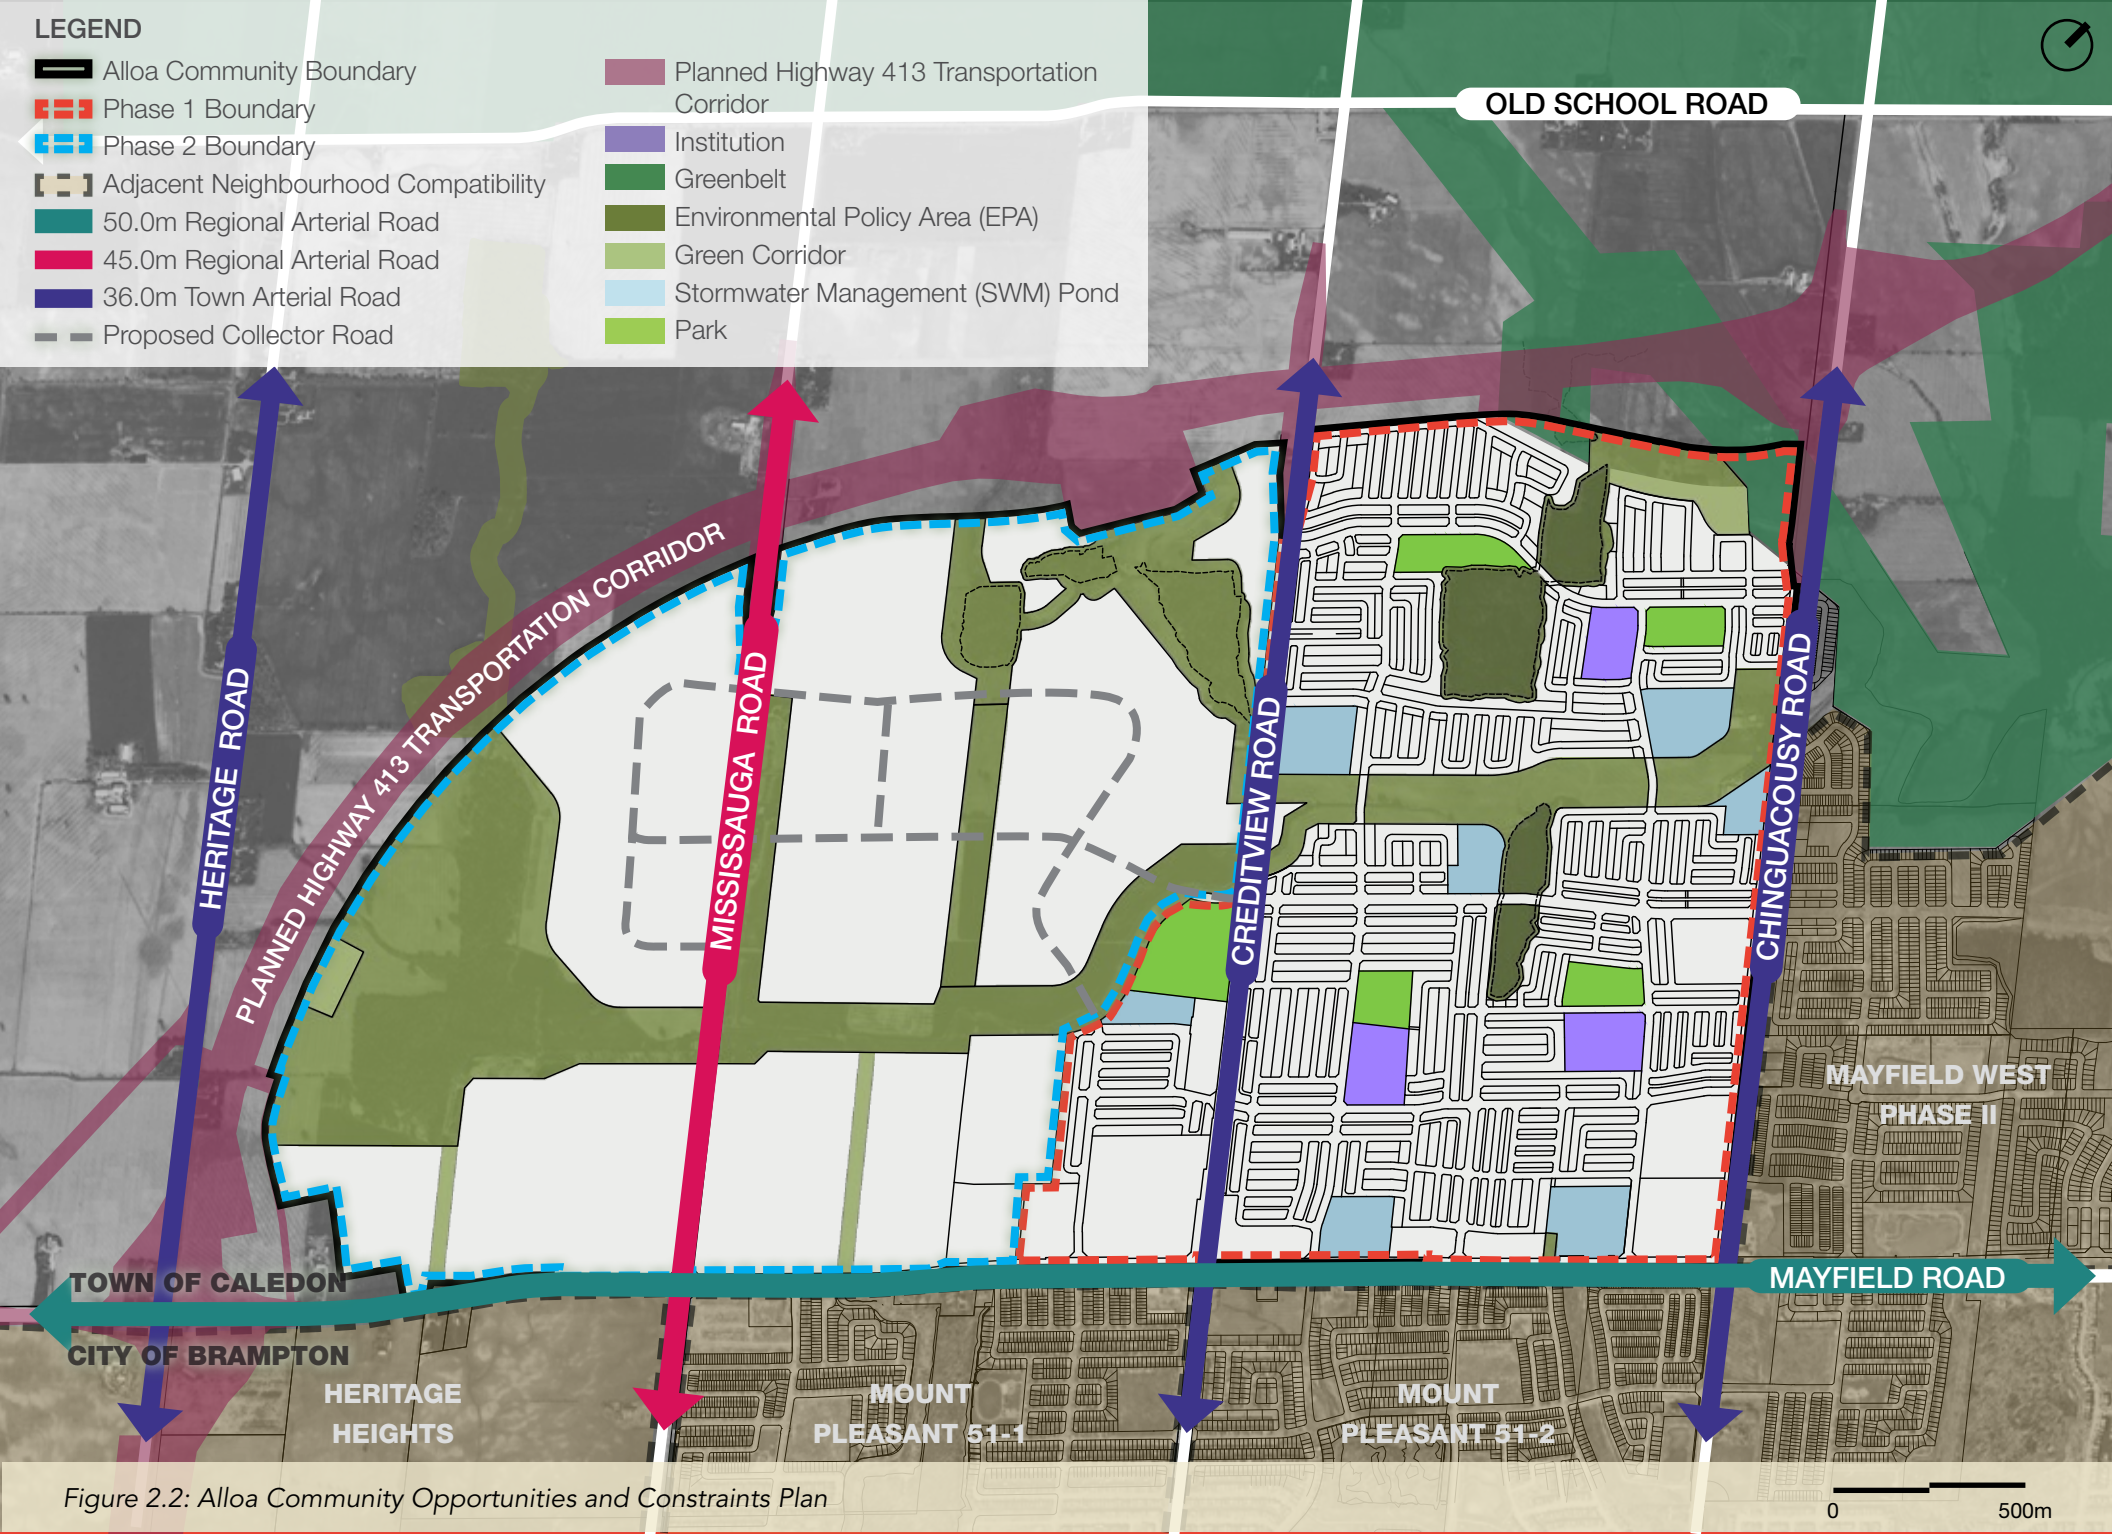 LEGEND
Alloa Community Boundary
Phase 1 Boundary
Phase 2 Boundary
Adjacent Neighbourhood Compatibility
50.0m Regional Arterial Road
45.0m Regional Arterial Road
36.0m Town Arterial Road
Proposed Collector Road
Planned Highway 413 Transportation
Corridor
Institution
Greenbelt
Environmental Policy Area (EPA)
Green Corridor
Stormwater Management (SWM) Pond
Park
OLD SCHOOL ROAD
PLANNED HIGHWAY 413 TRANSPORTATION CORRIDOR
HERITAGE ROAD
MISSISSAUGA ROAD
CREDITVIEW ROAD
CHINGUACOUSY ROAD
MAYFIELD WEST
PHASE II
MAYFIELD ROAD
TOWN OF CALEDON
CITY OF BRAMPTON
HERITAGE
HEIGHTS
MOUNT
PLEASANT 51-1
MOUNT
PLEASANT 51-2
Figure 2.2: Alloa Community Opportunities and Constraints Plan
0 500m